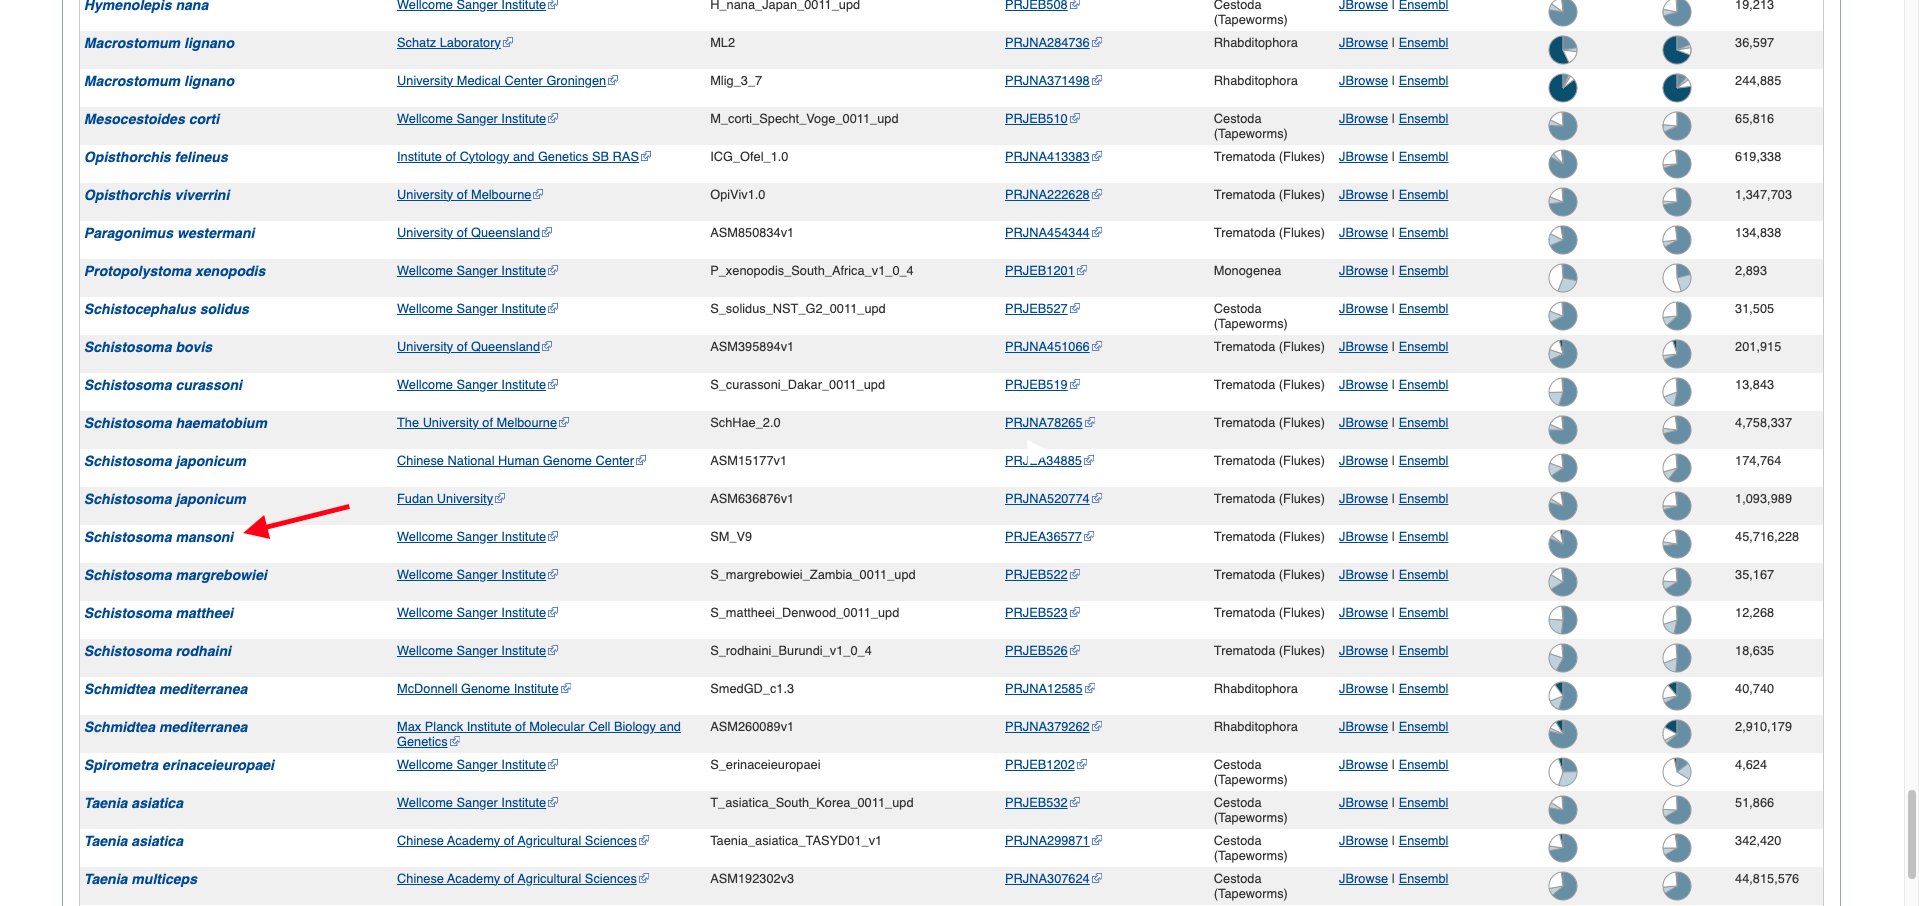 Hymenolepis nana Wellcome Sanger Institute H_nana_Japan_0011_upd PRJEB508 Cestoda JBrowse | Ensembl 19,213
(Tapeworms)
Macrostomum lignano Schatz Laboratory ML2 PRJNA284736 Rhabditophora JBrowse | Ensembl 36,597
Macrostomum lignano University Medical Center Groningen Mlig_3_7 PRJNA371498 Rhabditophora JBrowse | Ensembl 244,885
Mesocestoides corti Wellcome Sanger Institute M_corti_Specht_Voge_0011_upd PRJEB510 Cestoda JBrowse | Ensembl 65,816
(Tapeworms)
Opisthorchis felineus Institute of Cytology and Genetics SB RAS ICG_Ofel_1.0 PRJNA413383 Trematoda (Flukes) JBrowse | Ensembl 619,338
Opisthorchis viverrini University of Melbourne OpiViv1.0 PRJNA222628 Trematoda (Flukes) JBrowse | Ensembl 1,347,703
Paragonimus westermani University of Queensland ASM850834v1 PRJNA454344 Trematoda (Flukes) JBrowse | Ensembl 134,838
Protopolystoma xenopodis Wellcome Sanger Institute P_xenopodis_South_Africa_v1_0_4 PRJEB1201 Monogenea JBrowse | Ensembl 2,893
Schistocephalus solidus Wellcome Sanger Institute S_solidus_NST_G2_0011_upd PRJEB527 Cestoda JBrowse | Ensembl 31,505
(Tapeworms)
Schistosoma bovis University of Queensland ASM395894v1 PRJNA451066 Trematoda (Flukes) JBrowse | Ensembl 201,915
Schistosoma curassoni Wellcome Sanger Institute S_curassoni_Dakar_0011_upd PRJEB519 Trematoda (Flukes) JBrowse | Ensembl 13,843
Schistosoma haematobium The University of Melbourne SchHae_2.0 PRJNA78265 Trematoda (Flukes) JBrowse | Ensembl 4,758,337
Schistosoma japonicum Chinese National Human Genome Center ASM15177v1 Trematoda (Flukes) JBrowse | Ensembl 174,764
Schistosoma japonicum Fudan University ASM636876v1 PRJNA520774 Trematoda (Flukes) JBrowse | Ensembl 1,093,989
Schistosoma mansoni Wellcome Sanger Institute SM_V9 PRJEA36577 Trematoda (Flukes) JBrowse | Ensembl 45,716,228
Schistosoma margrebowiei Wellcome Sanger Institute S_margrebowiei_Zambia_0011_upd PRJEB522 Trematoda (Flukes) JBrowse | Ensembl 35,167
Schistosoma mattheei Wellcome Sanger Institute S_mattheei_Denwood_0011_upd PRJEB523 Trematoda (Flukes) JBrowse | Ensembl 12,268
Schistosoma rodhaini Wellcome Sanger Institute S_rodhaini_Burundi_v1_0_4 PRJEB526 Trematoda (Flukes) JBrowse | Ensembl 18,635
Schmidtea mediterranea McDonnell Genome Institute SmedGD_c1.3 PRJNA12585 Rhabditophora JBrowse | Ensembl 40,740
Schmidtea mediterranea Max Planck Institute of Molecular Cell Biology and ASM260089v1 PRJNA379262 Rhabditophora JBrowse | Ensembl 2,910,179
Genetics
Spirometra erinaceieuropaei Wellcome Sanger Institute S_erinaceieuropaei PRJEB1202 Cestoda JBrowse | Ensembl 4,624
(Tapeworms)
Taenia asiatica Wellcome Sanger Institute T_asiatica_South_Korea_0011_upd PRJEB532 Cestoda JBrowse | Ensembl 51,866
(Tapeworms)
Taenia asiatica Chinese Academy of Agricultural Sciences Taenia_asiatica_TASYD01_v1 PRJNA299871 Cestoda JBrowse | Ensembl 342,420
(Tapeworms)
Taenia multiceps Chinese Academy of Agricultural Sciences ASM192302v3 PRJNA307624 Cestoda JBrowse | Ensembl 44,815,576
(Tapeworms)